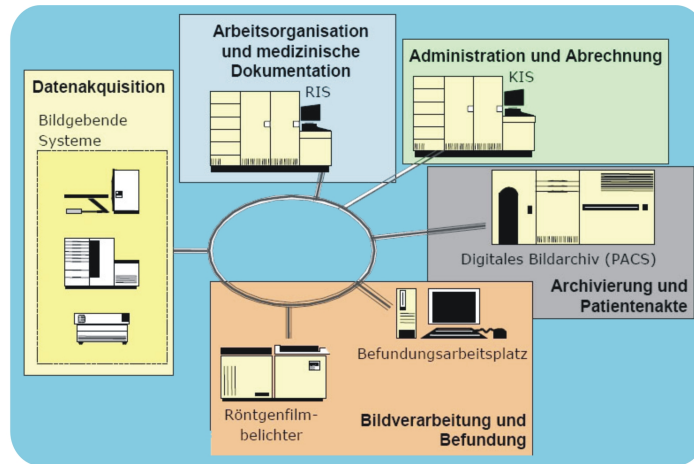 Datenakquisition
Bildgebende
Systeme
Arbeitsorganisation
und medizinische
Dokumentation
RIS
Administration und Abrechnung
KIS
Digitales Bildarchiv (PACS)
Archivierung und
Patientenakte
Befundungsarbeitsplatz
Röntgenfilm-
belichter
Bildverarbeitung und
Befundung